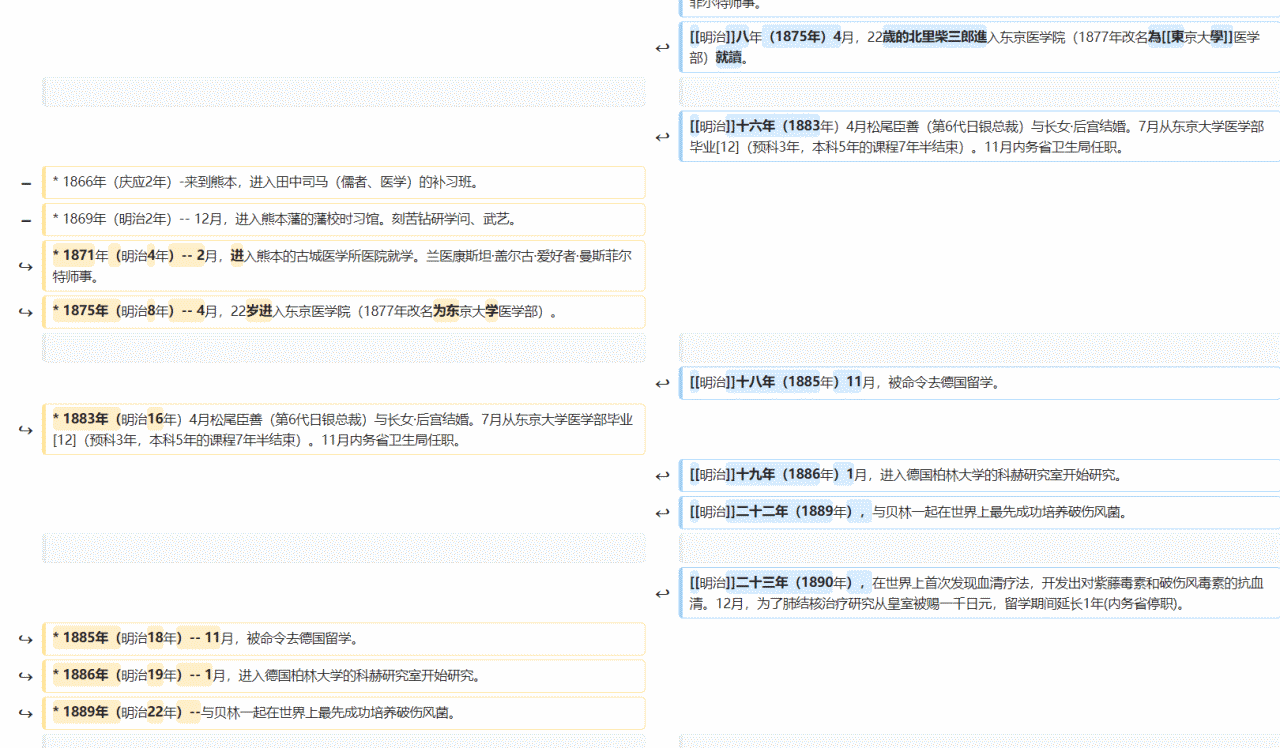 菲尔特师事。
[[明治]]八年（1875年）4月，22歲的北里柴三郎進入东京医学院（1877年改名為[[東京大學]]医学
部）就讀。
[[明治]]十六年（1883年）4月松尾臣善（第6代日银总裁）与长女·后宫结婚。7月从东京大学医学部
毕业[12]（预科3年，本科5年的课程7年半结束）。11月内务省卫生局任职。
* 1866年（庆应2年）-来到熊本，进入田中司马（儒者、医学）的补习班。
* 1869年（明治2年）-- 12月，进入熊本藩的藩校时习馆。刻苦钻研学问、武艺。
* 1871年（明治4年）-- 2月，进入熊本的古城医学所医院就学。兰医康斯坦·盖尔古·爱好者·曼斯菲尔
特师事。
* 1875年（明治8年）-- 4月，22岁进入东京医学院（1877年改名为东京大学医学部）。
[[明治]]十八年（1885年）11月，被命令去德国留学。
* 1883年（明治16年）4月松尾臣善（第6代日银总裁）与长女·后宫结婚。7月从东京大学医学部毕业
[12]（预科3年，本科5年的课程7年半结束）。11月内务省卫生局任职。
[[明治]]十九年（1886年）1月，进入德国柏林大学的科赫研究室开始研究。
[[明治]]二十二年（1889年），与贝林一起在世界上最先成功培养破伤风菌。
[[明治]]二十三年（1890年），在世界上首次发现血清疗法，开发出对紫藤毒素和破伤风毒素的抗血
清。12月，为了肺结核治疗研究从皇室被赐一千日元，留学期间延长1年(内务省停职)。
* 1885年（明治18年）-- 11月，被命令去德国留学。
* 1886年（明治19年）-- 1月，进入德国柏林大学的科赫研究室开始研究。
* 1889年（明治22年）--与贝林一起在世界上最先成功培养破伤风菌。